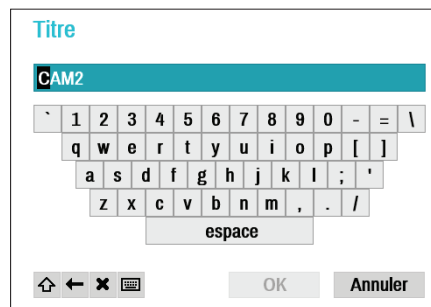 Titre
CAM2
` 1 2 3 4 5 6 7 8 9 0 - = \
q w e r t y u i o p [ ]
a s d f g h j k l ; '
z x c v b n m , . /
espace
OK Annuler